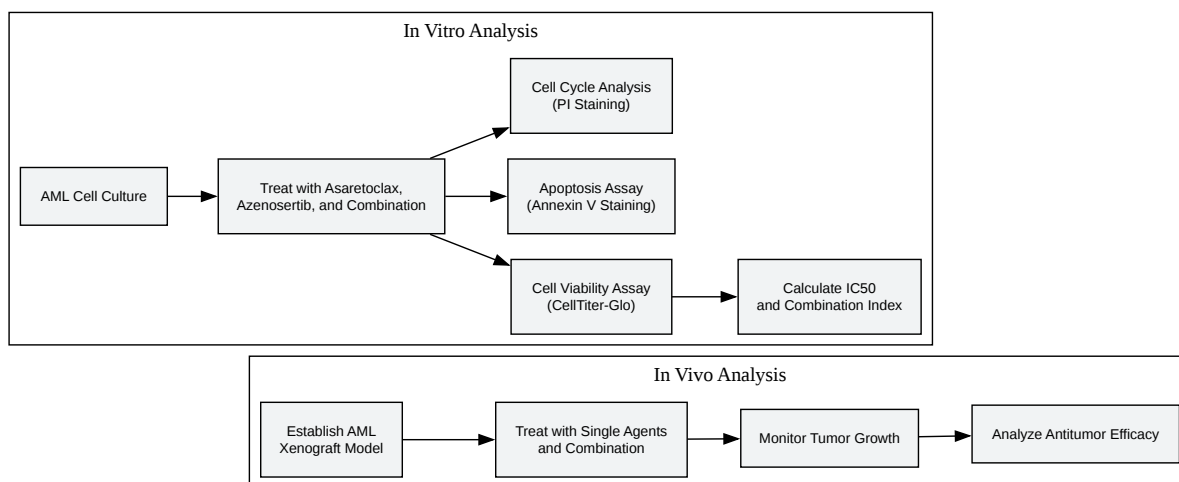 In Vitro Analysis
Cell Cycle Analysis
(PI Staining)
AML Cell Culture
Treat with Asaretoclax,
Azenosertib, and Combination
Apoptosis Assay
(Annexin V Staining)
Cell Viability Assay
(CellTiter-Glo)
Calculate IC50
and Combination Index
In Vivo Analysis
Establish AML
Xenograft Model
Treat with Single Agents
and Combination
Monitor Tumor Growth
Analyze Antitumor Efficacy